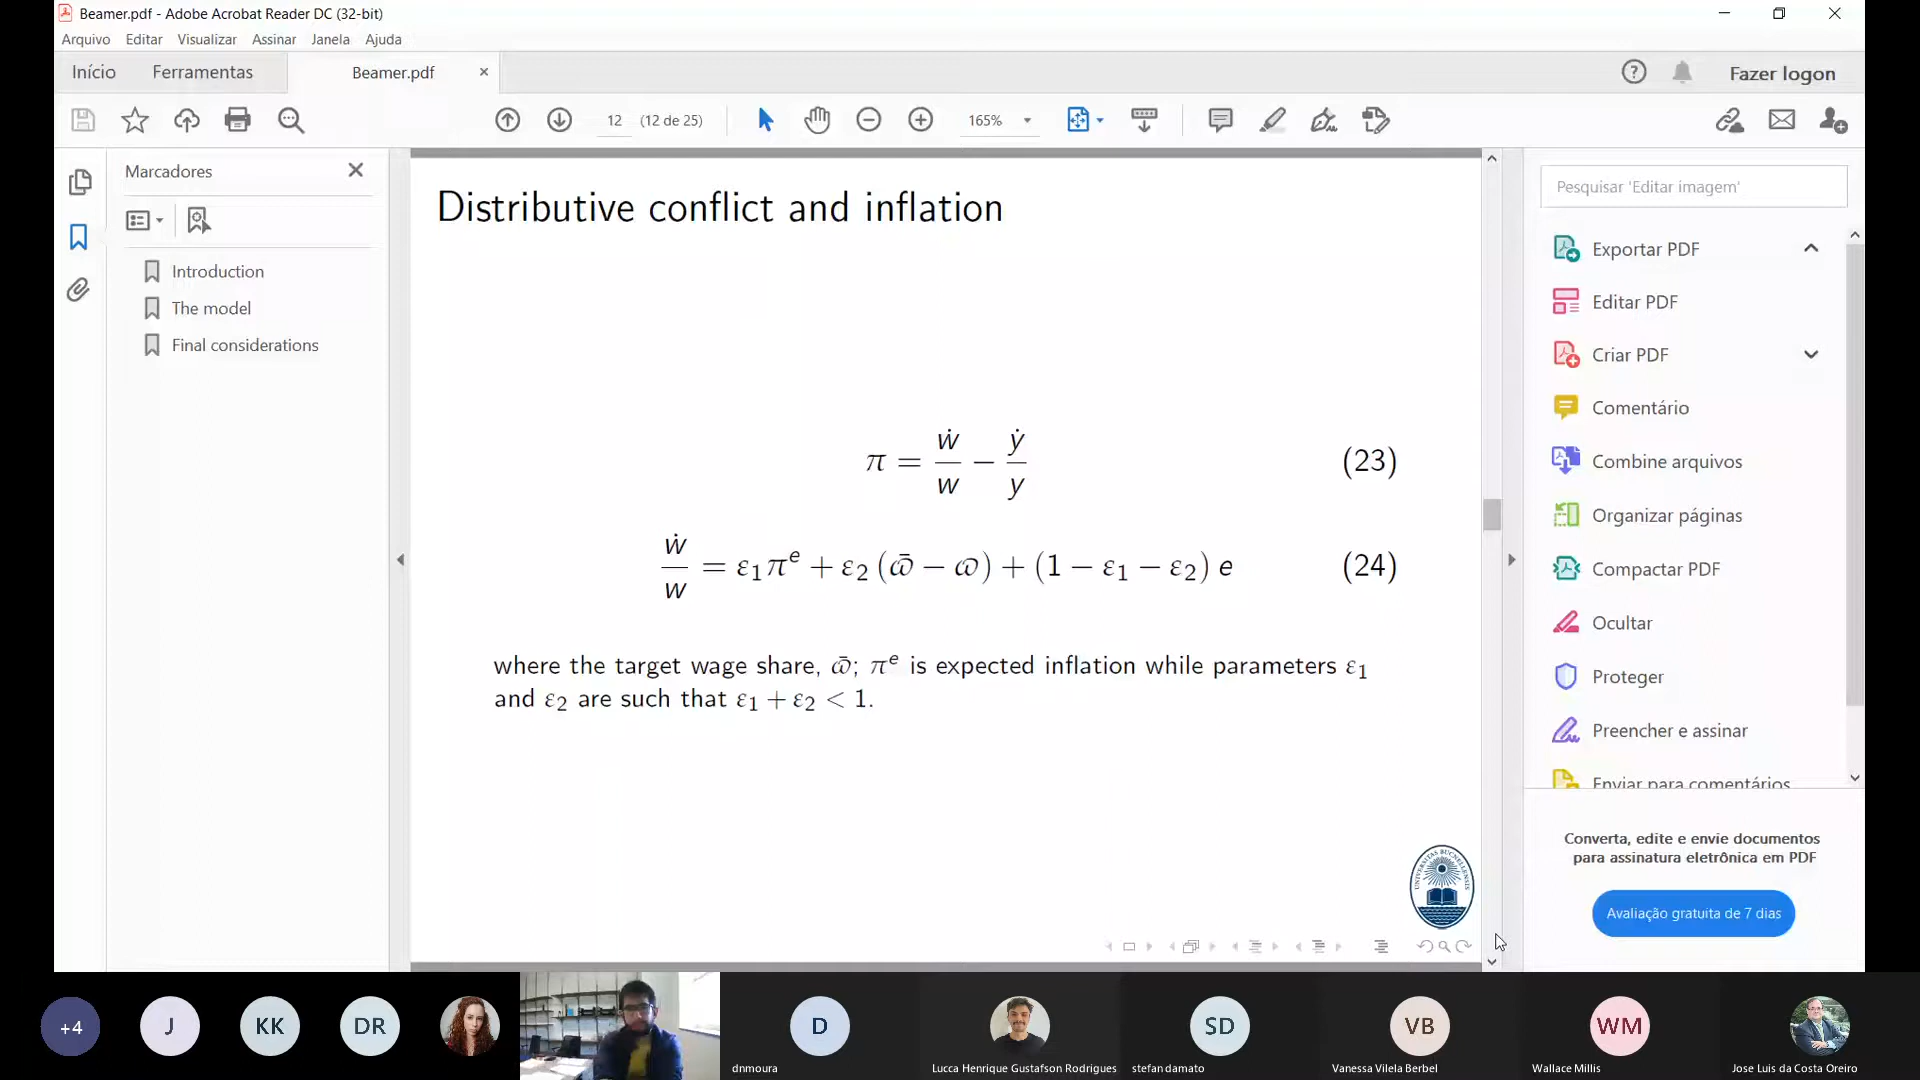 Beamer.pdf - Adobe Acrobat Reader DC (32-bit)
Arquivo Editar Visualizar Assinar Janela Ajuda
Início Ferramentas Beamer.pdf × Fazer logon
12 (12 de 25) 165%
Marcadores
Introduction
The model
Final considerations
Distributive conflict and inflation
π = ẇ/w − ẏ/y (23)
ẇ/w = ε₁πᵉ + ε₂ (ϖ̄ − ϖ) + (1 − ε₁ − ε₂) e (24)
where the target wage share, ϖ̄; πᵉ is expected inflation while parameters ε₁
and ε₂ are such that ε₁ + ε₂ < 1.
UNIVERSITAS BUCNELLENSIS
Pesquisar 'Editar imagem'
Exportar PDF
Editar PDF
Criar PDF
Comentário
Combine arquivos
Organizar páginas
Compactar PDF
Ocultar
Proteger
Preencher e assinar
Enviar para comentários
Converta, edite e envie documentos
para assinatura eletrônica em PDF
Avaliação gratuita de 7 dias
+4 J KK DR D SD VB WM
dnmoura Lucca Henrique Gustafson Rodrigues stefan damato Vanessa Vilela Berbel Wallace Millis Jose Luis da Costa Oreiro